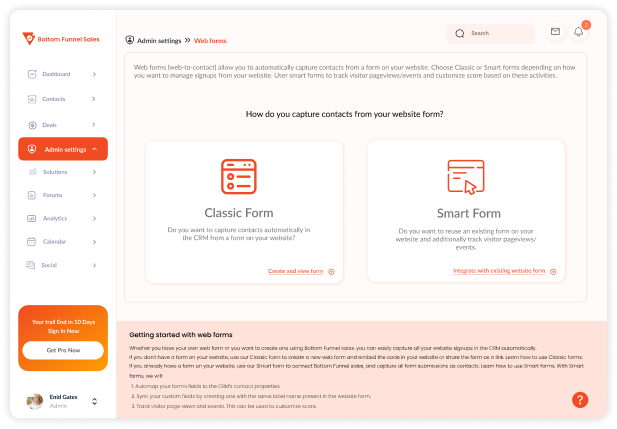 Bottom Funnel Sales
Dashboard
Contacts
Deals
Admin settings
Solutions
Forums
Analytics
Calendar
Social
Your trail End in 10 Days
Sign in Now
Get Pro Now
Enid Gates
Admin
Admin settings >> Web forms
Search
Web forms (web-to-contact) allow you to automatically capture contacts from a form on your website. Choose Classic or Smart forms depending on how
you want to manage signups from your website. User smart forms to track visitor pageviews/events and customize score based on these activities.
How do you capture contacts from your website form?
Classic Form
Do you want to capture contacts automatically in
the CRM from a form on your website?
Create and view form
Smart Form
Do you want to reuse an existing form on your
website and additionally track visitor pageviews/
events.
Integrate with existing website form
Getting started with web forms
Whether you have your own web form or you want to create one using Bottom Funnel sales, you can easily capture all your website signups in the CRM automatically.
If you don't have a form on your website, use our Classic form to create a new web form and embed the code in your website or share the form as a link. Learn how to use Classic forms.
If you already have a form on your website, use our Smart form to connect Bottom Funnel Sales, and capture all form submissions as contacts. Learn how to use Smart forms. With Smart
forms, we will:
1. Automap your form's fields to the CRM's contact properties
2. Sync your custom fields by creating one with the same label name present in the website form.
3. Track visitor page views and events. This can be used to customize score.
?